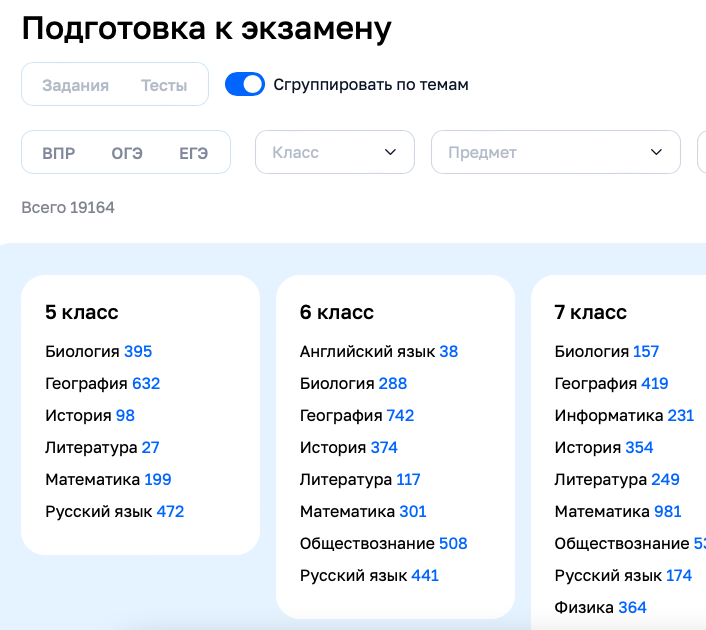 Подготовка к экзамену
Задания Тесты Сгруппировать по темам
ВПР ОГЭ ЕГЭ Класс Предмет
Всего 19164
5 класс
Биология 395
География 632
История 98
Литература 27
Математика 199
Русский язык 472
6 класс
Английский язык 38
Биология 288
География 742
История 374
Литература 117
Математика 301
Обществознание 508
Русский язык 441
7 класс
Биология 157
География 419
Информатика 231
История 354
Литература 249
Математика 981
Обществознание
Русский язык 174
Физика 364